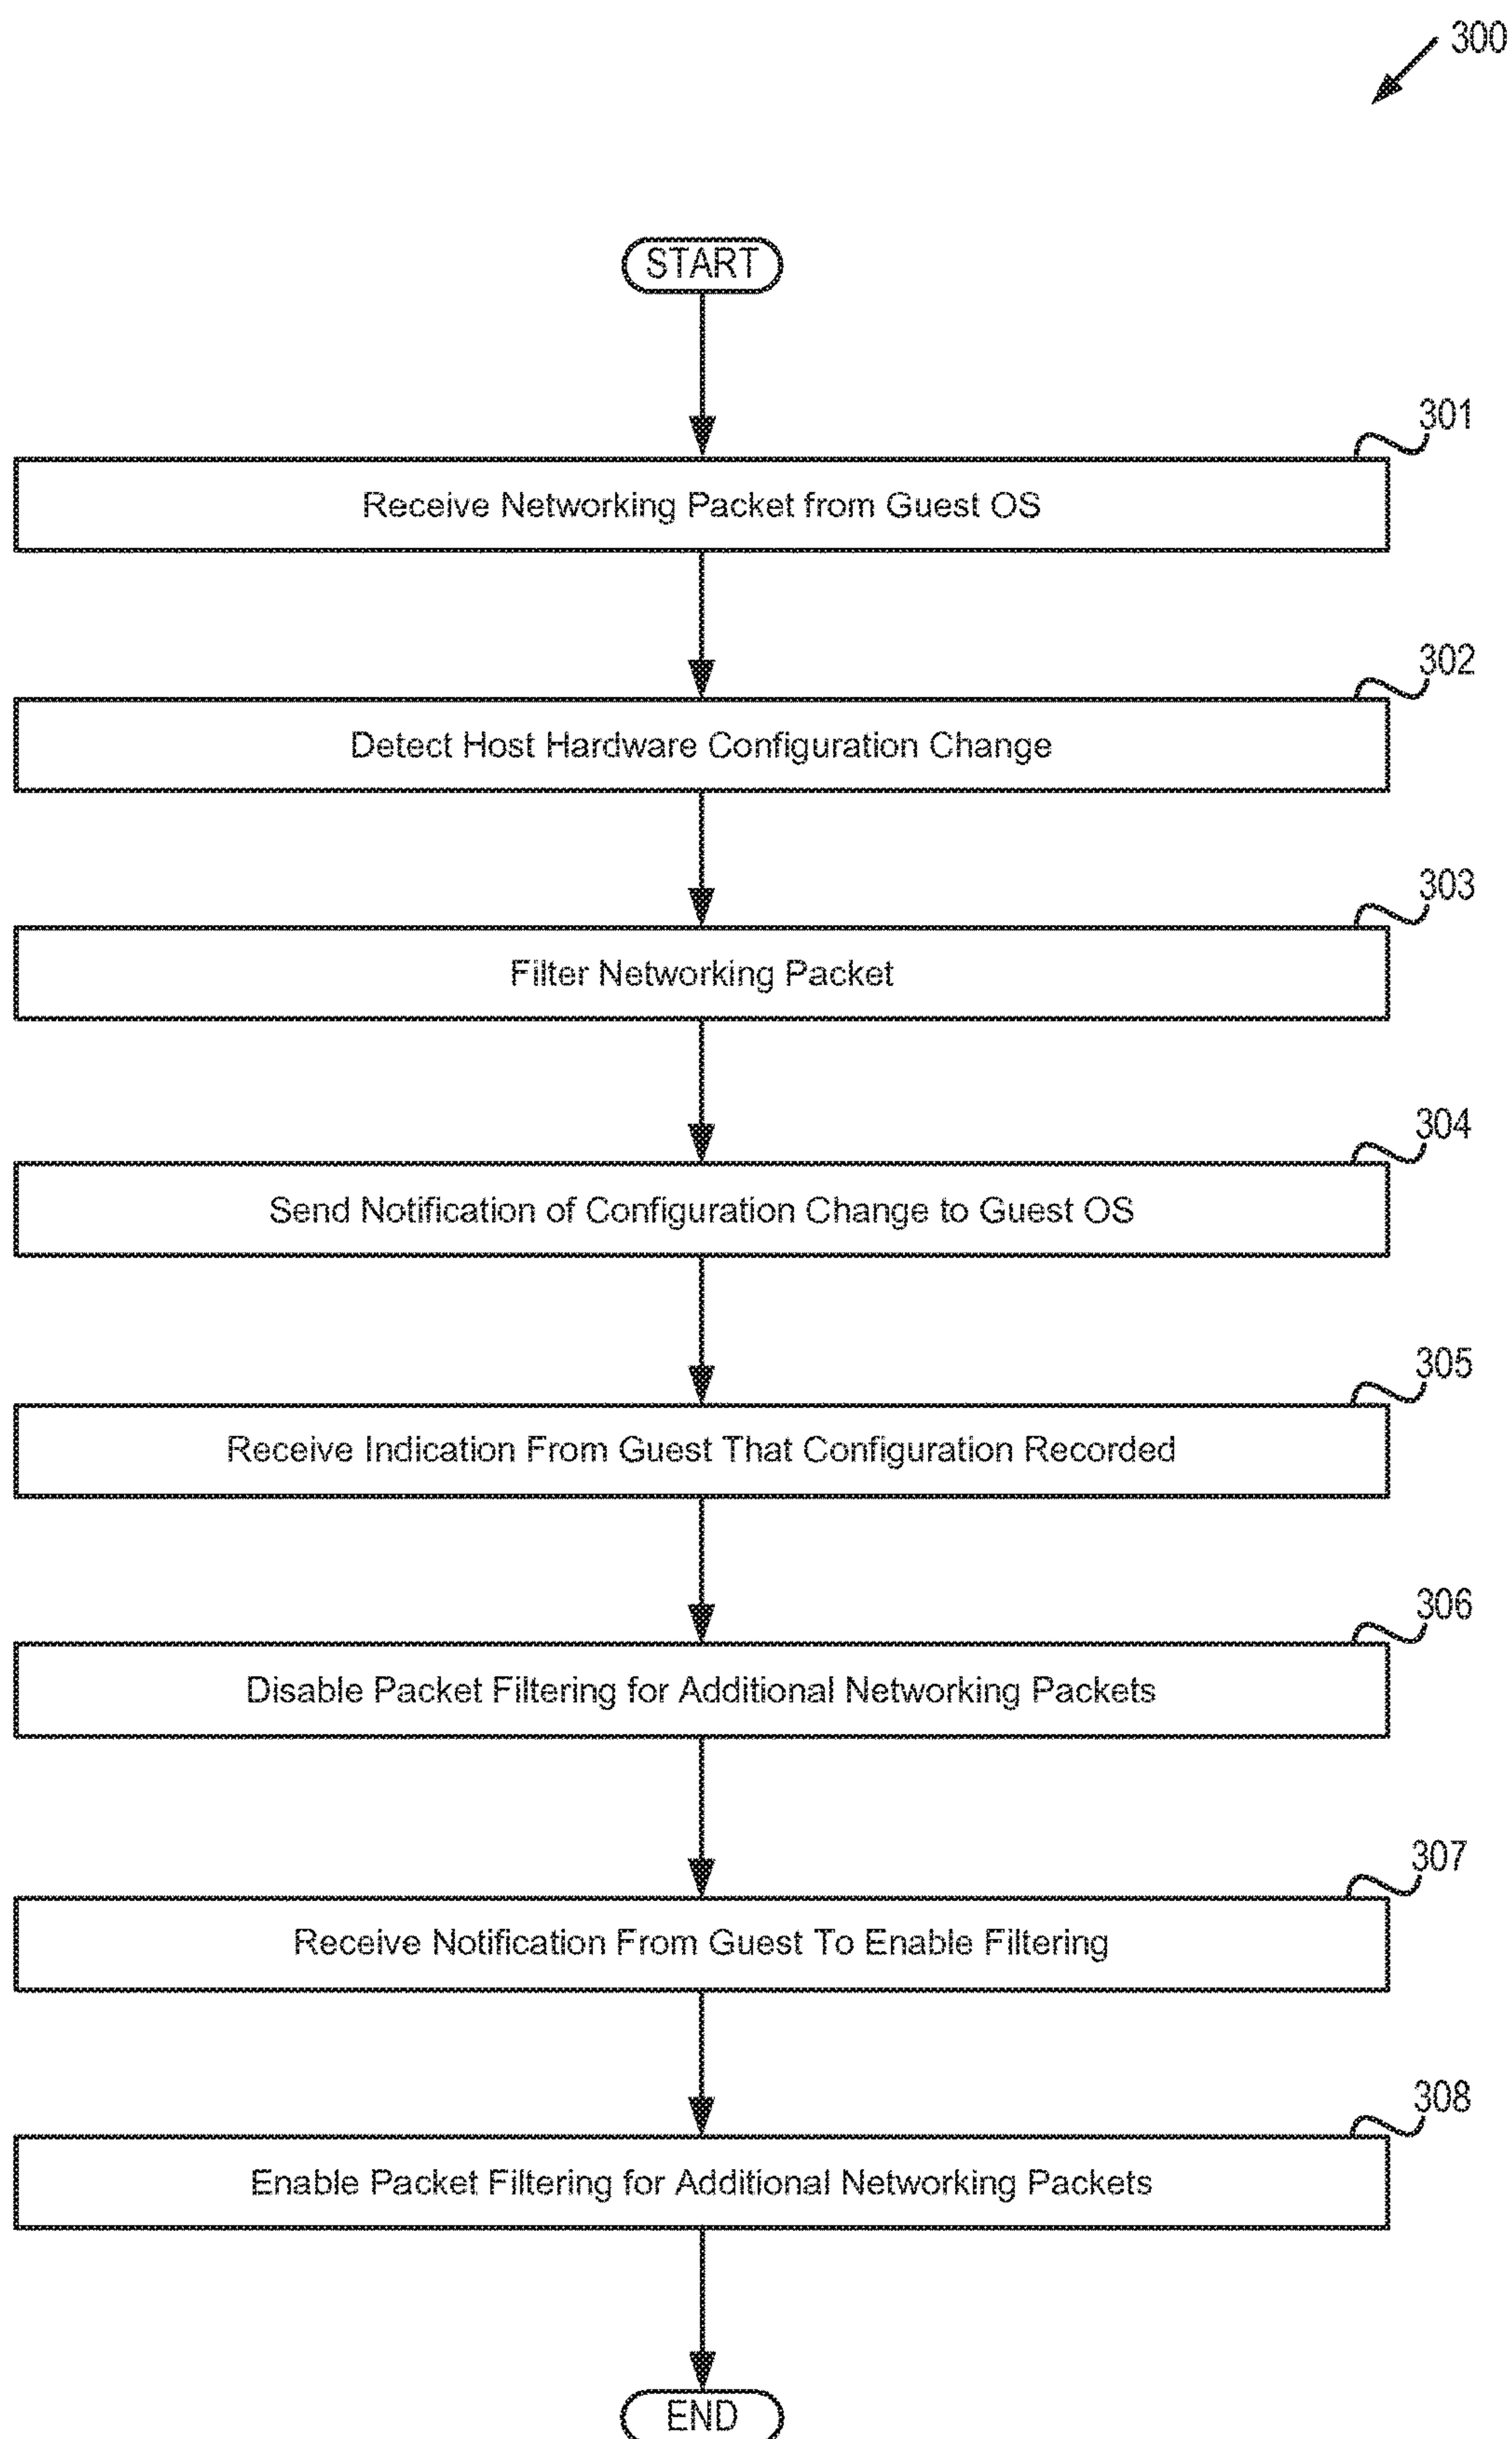 300
START
301
Receive Networking Packet from Guest OS
302
Detect Host Hardware Configuration Change
303
Filter Networking Packet
304
Send Notification of Configuration Change to Guest OS
305
Receive Indication From Guest That Configuration Recorded
306
Disable Packet Filtering for Additional Networking Packets
307
Receive Notification From Guest To Enable Filtering
308
Enable Packet Filtering for Additional Networking Packets
END